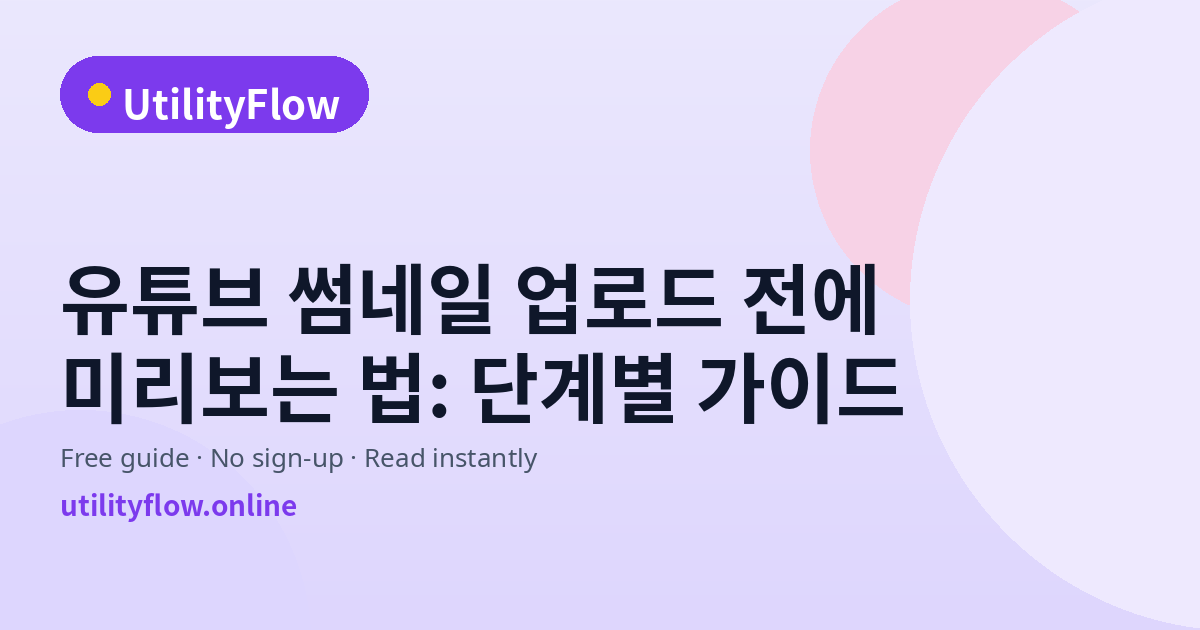 UtilityFlow
유튜브 썸네일 업로드 전에
미리보는 법: 단계별 가이드
Free guide · No sign-up · Read instantly
utilityflow.online